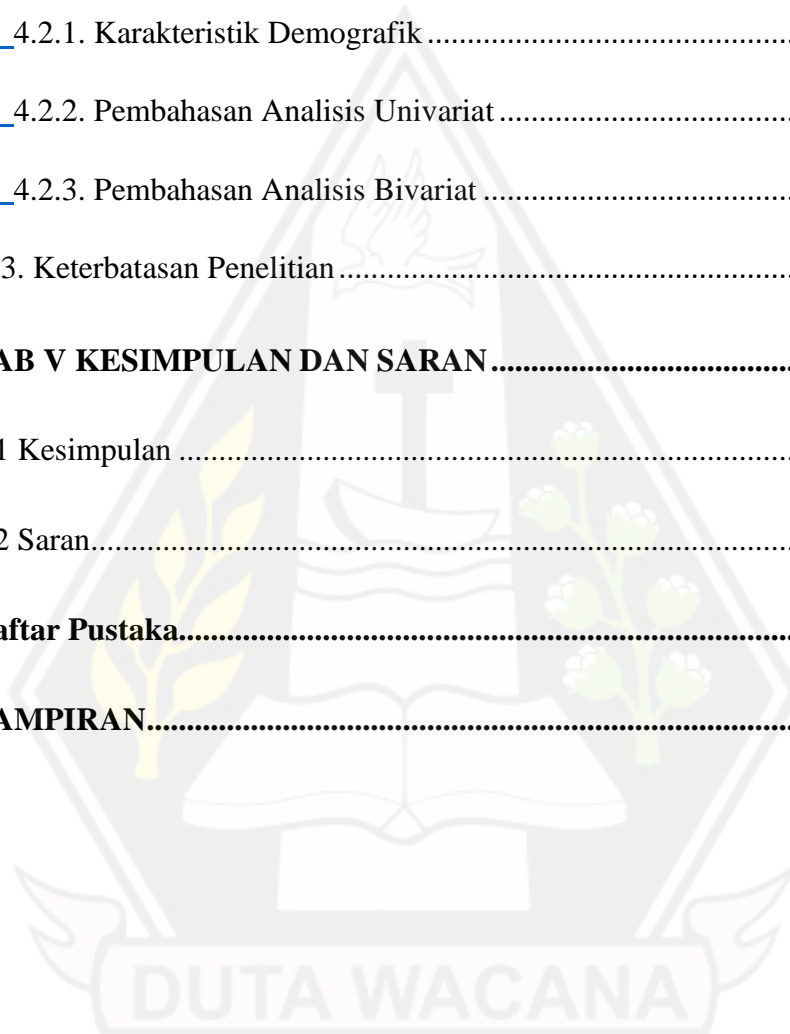 4.2.1. Karakteristik Demografik ..........................................
4.2.2. Pembahasan Analisis Univariat ..................................
4.2.3. Pembahasan Analisis Bivariat ....................................
3. Keterbatasan Penelitian ....................................................
AB V KESIMPULAN DAN SARAN ..................................
1 Kesimpulan ......................................................................
2 Saran.................................................................................
aftar Pustaka........................................................................
AMPIRAN............................................................................
DUTA WACANA